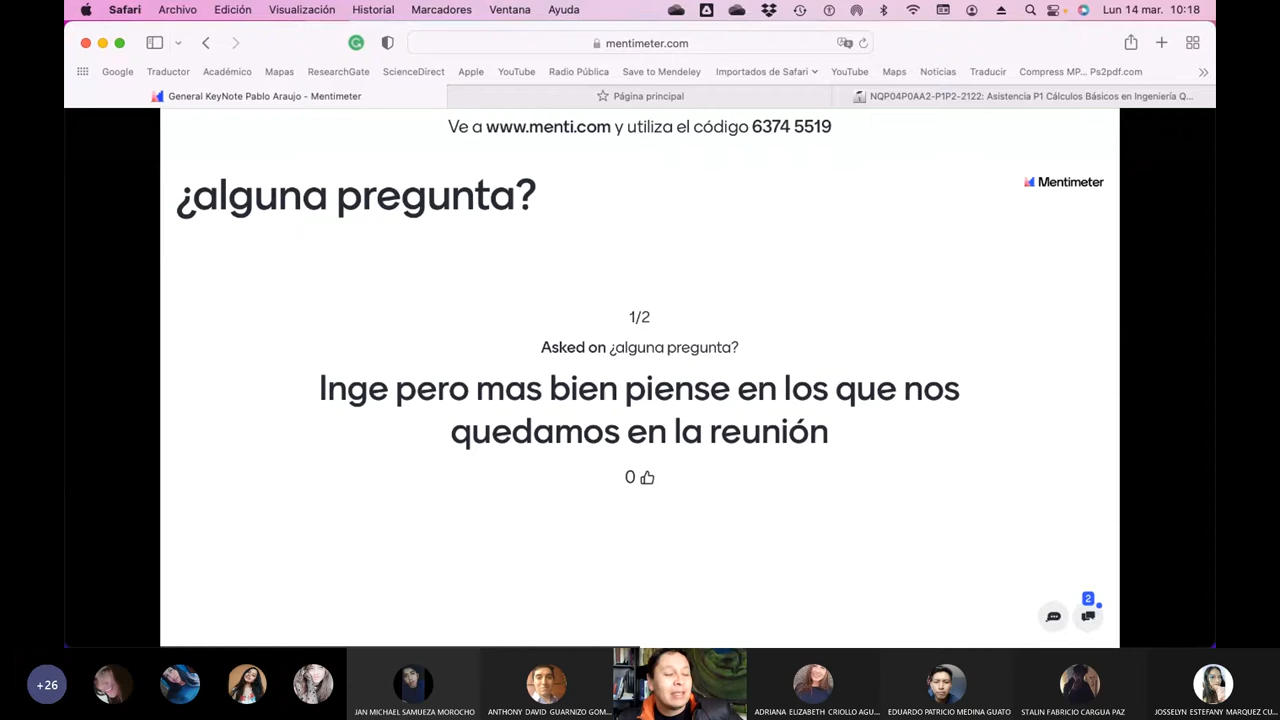 Safari Archivo Edición Visualización Historial Marcadores Ventana Ayuda Lun 14 mar. 10:18
mentimeter.com
Google Traductor Académico Mapas ResearchGate ScienceDirect Apple YouTube Radio Pública Save to Mendeley Importados de Safari YouTube Maps Noticias Traducir Compress MP... Ps2pdf.com
General KeyNote Pablo Araujo - Mentimeter Página principal NQP04P0AA2-P1P2-2122: Asistencia P1 Cálculos Básicos en Ingeniería Q...
Ve a www.menti.com y utiliza el código 6374 5519
¿alguna pregunta?
Mentimeter
1/2
Asked on ¿alguna pregunta?
Inge pero mas bien piense en los que nos
quedamos en la reunión
0
2
+26
JAN MICHAEL SAMUEZA MOROCHO ANTHONY DAVID GUARNIZO GOM... ADRIANA ELIZABETH CRIOLLO AGU... EDUARDO PATRICIO MEDINA GUATO STALIN FABRICIO CARGUA PAZ JOSSELYN ESTEFANY MARQUEZ CU...